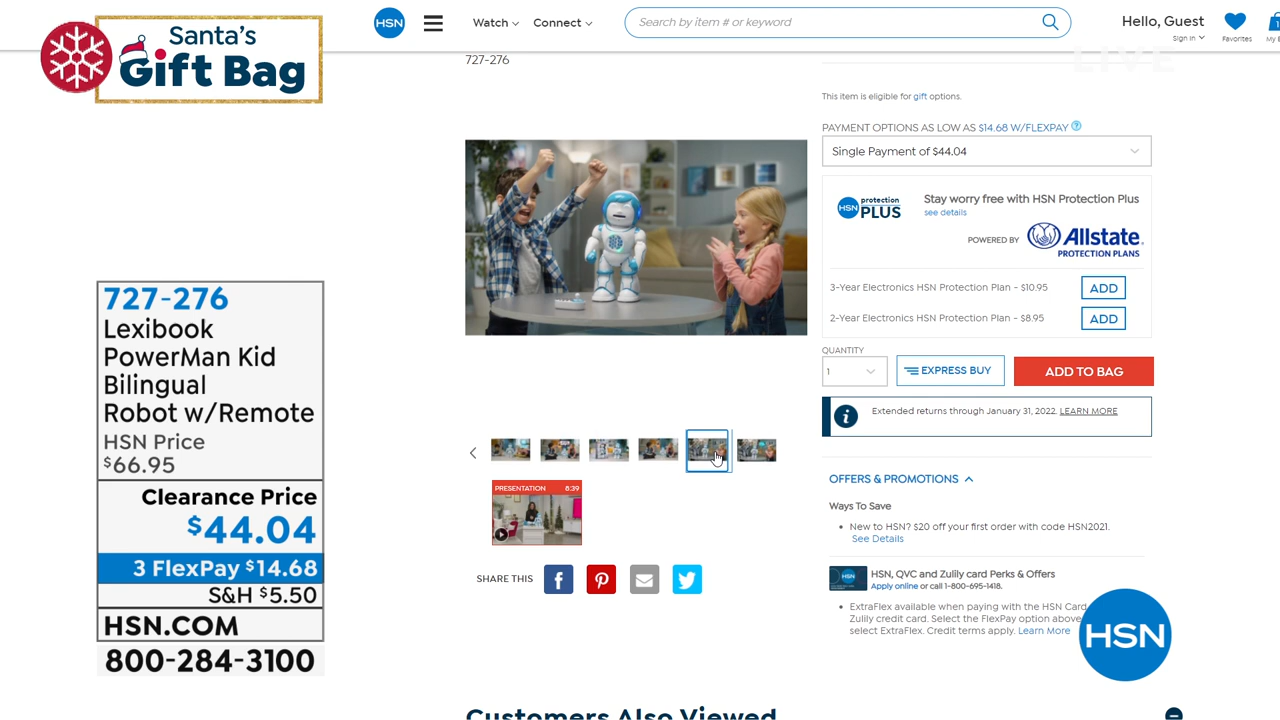 Santa's
Gift Bag
HSN
Watch
Connect
Search by item # or keyword
Hello, Guest
Sign In
Favorites
1
LIVE
727-276
This item is eligible for gift options.
PAYMENT OPTIONS AS LOW AS $14.68 W/FLEXPAY ?
Single Payment of $44.04
HSN protection PLUS
Stay worry free with HSN Protection Plus
see details
POWERED BY Allstate
PROTECTION PLANS
3-Year Electronics HSN Protection Plan - $10.95
ADD
2-Year Electronics HSN Protection Plan - $8.95
ADD
QUANTITY
1
EXPRESS BUY
ADD TO BAG
Extended returns through January 31, 2022. LEARN MORE
OFFERS & PROMOTIONS
Ways To Save
• New to HSN? $20 off your first order with code HSN2021.
See Details
HSN
HSN, QVC and Zulily card Perks & Offers
Apply online or call 1-800-695-1418.
• ExtraFlex available when paying with the HSN Card
Zulily credit card. Select the FlexPay option above
select ExtraFlex. Credit terms apply. Learn More
HSN
PRESENTATION 8:39
SHARE THIS
727-276
Lexibook
PowerMan Kid
Bilingual
Robot w/Remote
HSN Price
$66.95
Clearance Price
$44.04
3 FlexPay $14.68
S&H $5.50
HSN.COM
800-284-3100
Customers Also Viewed